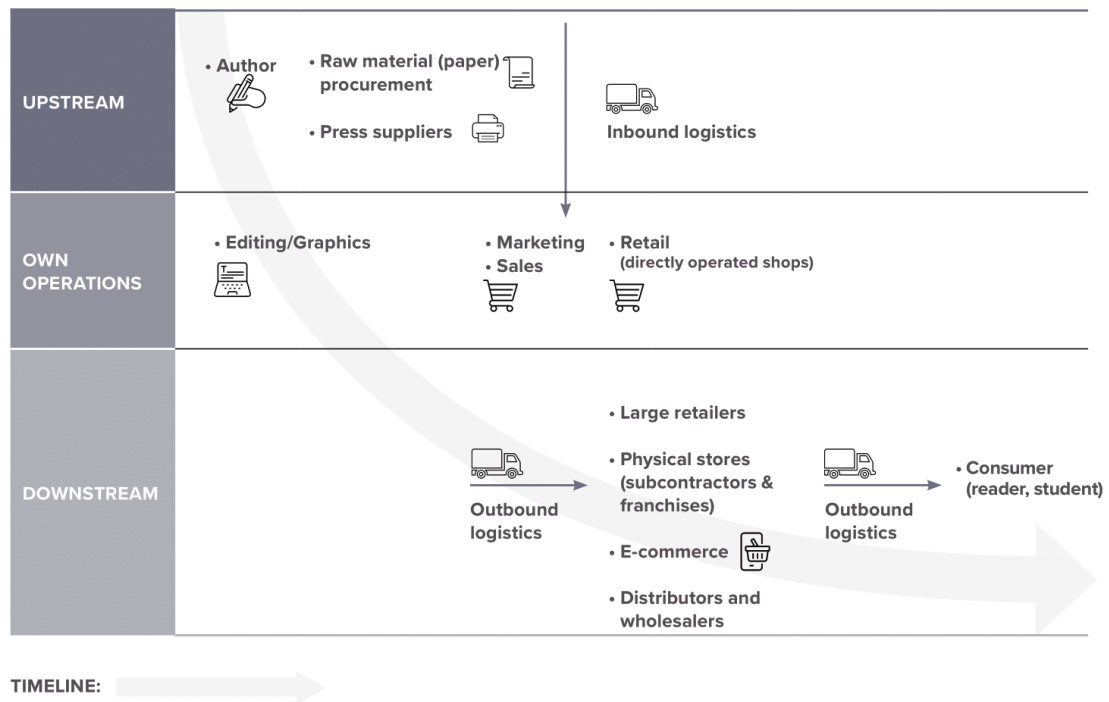 UPSTREAM
• Author
• Raw material (paper)
procurement
• Press suppliers
Inbound logistics
OWN
OPERATIONS
• Editing/Graphics
• Marketing
• Sales
• Retail
(directly operated shops)
DOWNSTREAM
Outbound
logistics
• Large retailers
• Physical stores
(subcontractors &
franchises)
• E-commerce
• Distributors and
wholesalers
Outbound
logistics
• Consumer
(reader, student)
TIMELINE: